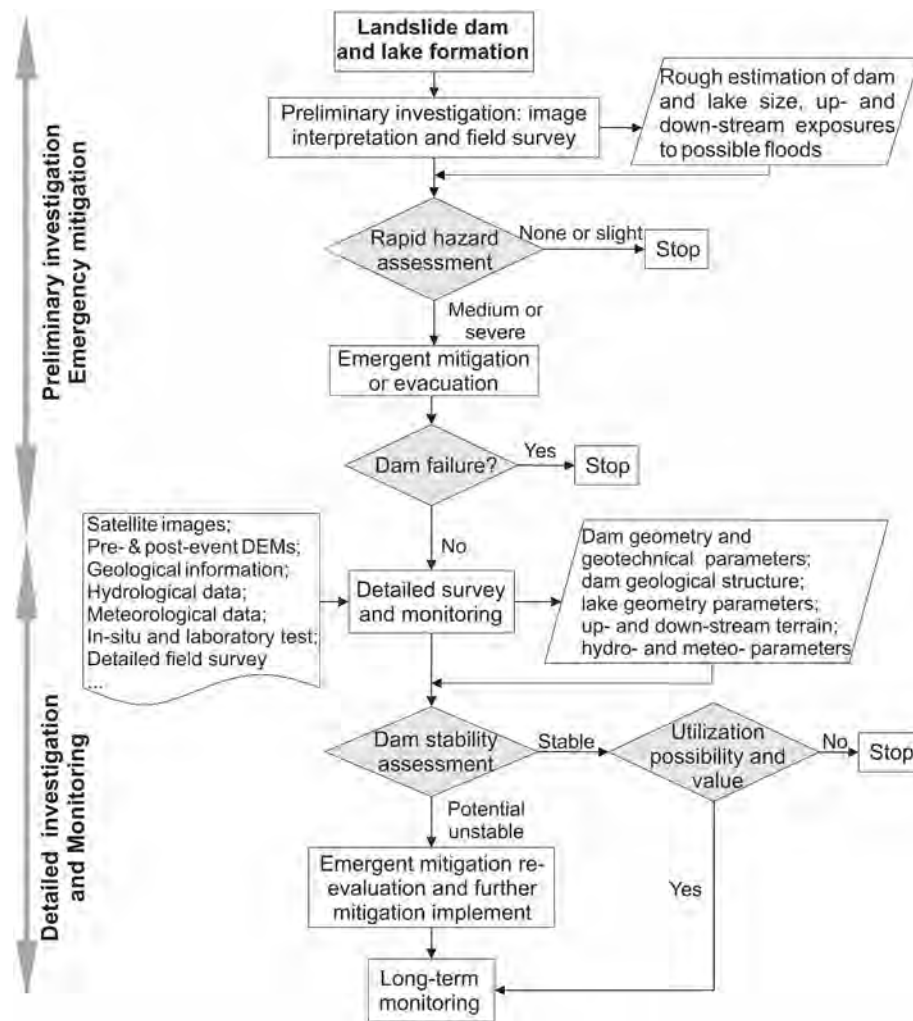 Landslide dam
and lake formation
Preliminary investigation: image
interpretation and field survey
Rough estimation of dam
and lake size, up- and
down-stream exposures
to possible floods
Rapid hazard
assessment
None or slight
Stop
Medium or
severe
Emergent mitigation
or evacuation
Dam failure?
Yes
Stop
No
Preliminary investigation
Emergency mitigation
Satellite images;
Pre- & post-event DEMs;
Geological information;
Hydrological data;
Meteorological data;
In-situ and laboratory test;
Detailed field survey
....
Detailed survey
and monitoring
Dam geometry and
geotechnical parameters;
dam geological structure;
lake geometry parameters;
up- and down-stream terrain;
hydro- and meteo- parameters
Dam stability
assessment
Stable
Utilization
possibility and
value
No
Stop
Potential
unstable
Emergent mitigation re-
evaluation and further
mitigation implement
Yes
Long-term
monitoring
Detailed investigation
and Monitoring